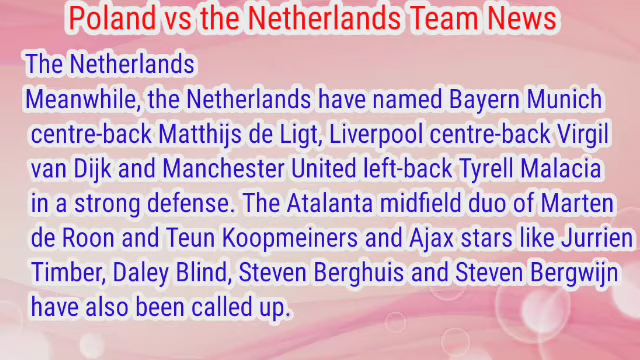 Poland vs the Netherlands Team News
The Netherlands
Meanwhile, the Netherlands have named Bayern Munich
centre-back Matthijs de Ligt, Liverpool centre-back Virgil
van Dijk and Manchester United left-back Tyrell Malacia
in a strong defense. The Atalanta midfield duo of Marten
de Roon and Teun Koopmeiners and Ajax stars like Jurrien
Timber, Daley Blind, Steven Berghuis and Steven Bergwijn
have also been called up.